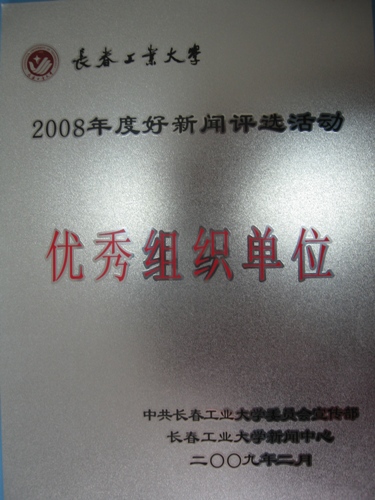 长春工业大学
2008年度好新闻评选活动
优秀组织单位
中共长春工业大学委员会宣传部
长春工业大学新闻中心
二〇〇九年二月